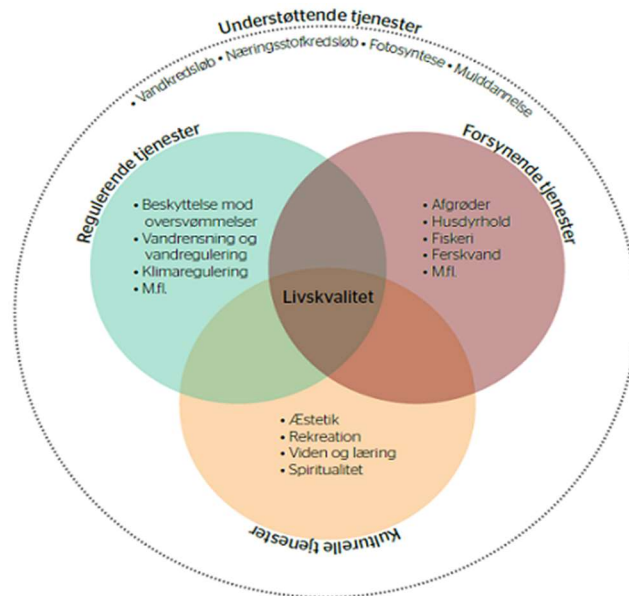 Understøttende tjenester
• Vandkredsløb • Næringsstofkredsløb • Fotosyntese • Mulddannelse
Regulerende tjenester
• Beskyttelse mod
oversvømmelser
• Vandrensning og
vandregulering
• Klimaregulering
• M.fl.
Forsynende tjenester
• Afgrøder
• Husdyrhold
• Fiskeri
• Ferskvand
• M.fl.
Livskvalitet
• Æstetik
• Rekreation
• Viden og læring
• Spiritualitet
Kulturelle tjenester